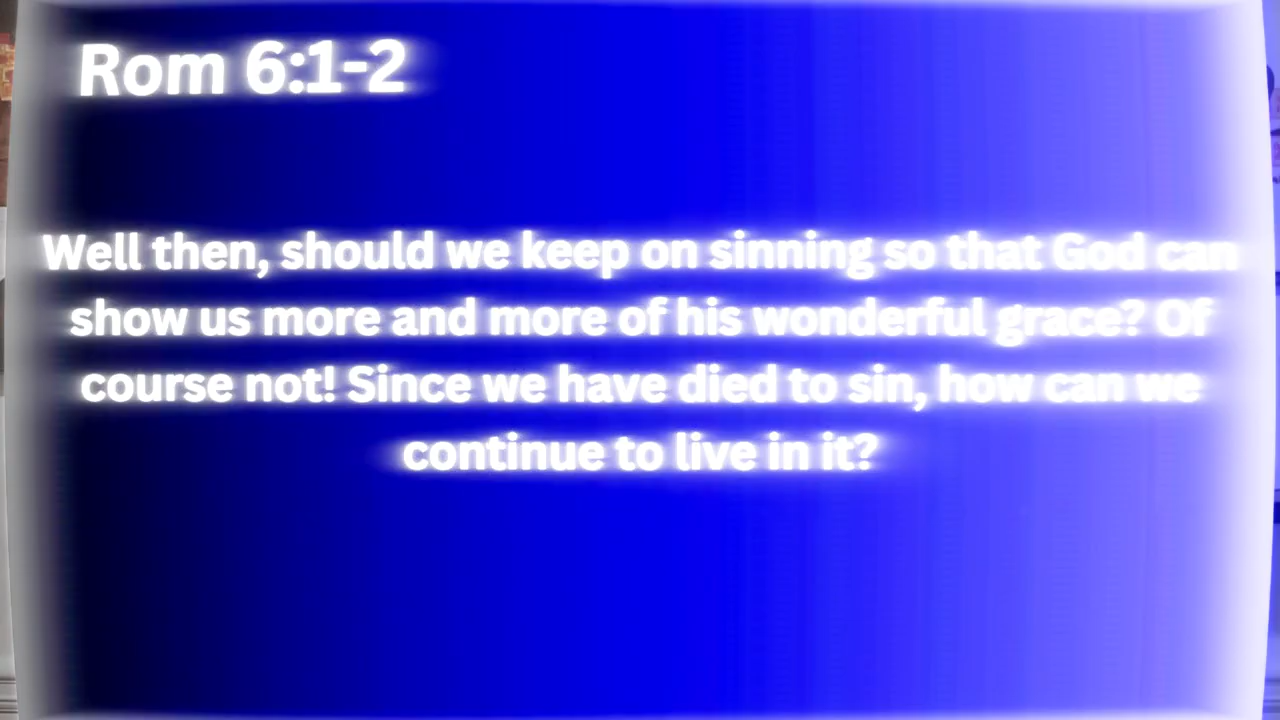 Rom 6:1-2
Well then, should we keep on sinning so that God can
show us more and more of his wonderful grace? Of
course not! Since we have died to sin, how can we
continue to live in it?